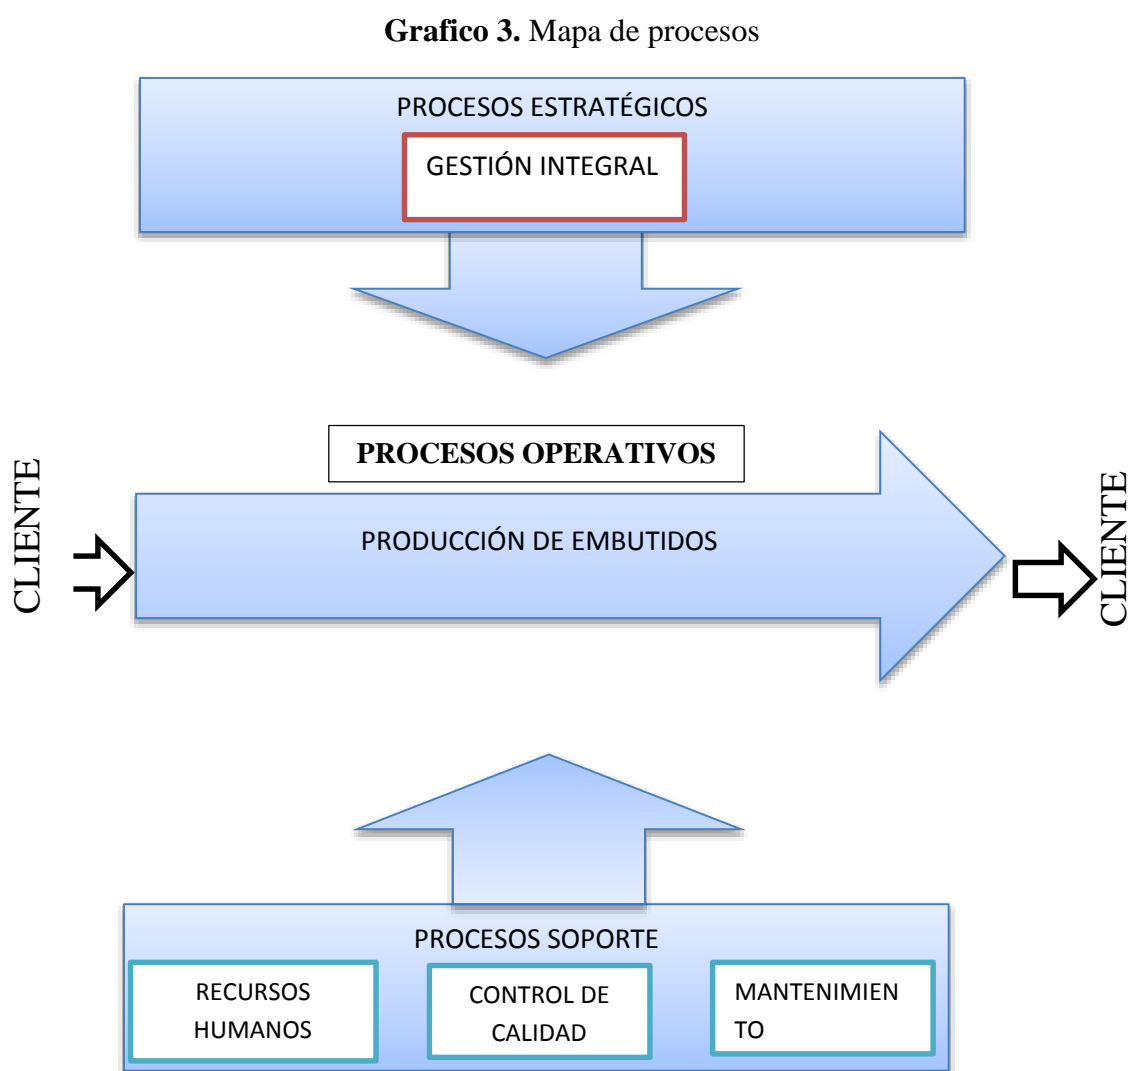 Grafico 3. Mapa de procesos
PROCESOS ESTRATÉGICOS
GESTIÓN INTEGRAL
CLIENTE
PROCESOS OPERATIVOS
PRODUCCIÓN DE EMBUTIDOS
CLIENTE
PROCESOS SOPORTE
RECURSOS
HUMANOS
CONTROL DE
CALIDAD
MANTENIMIEN
TO